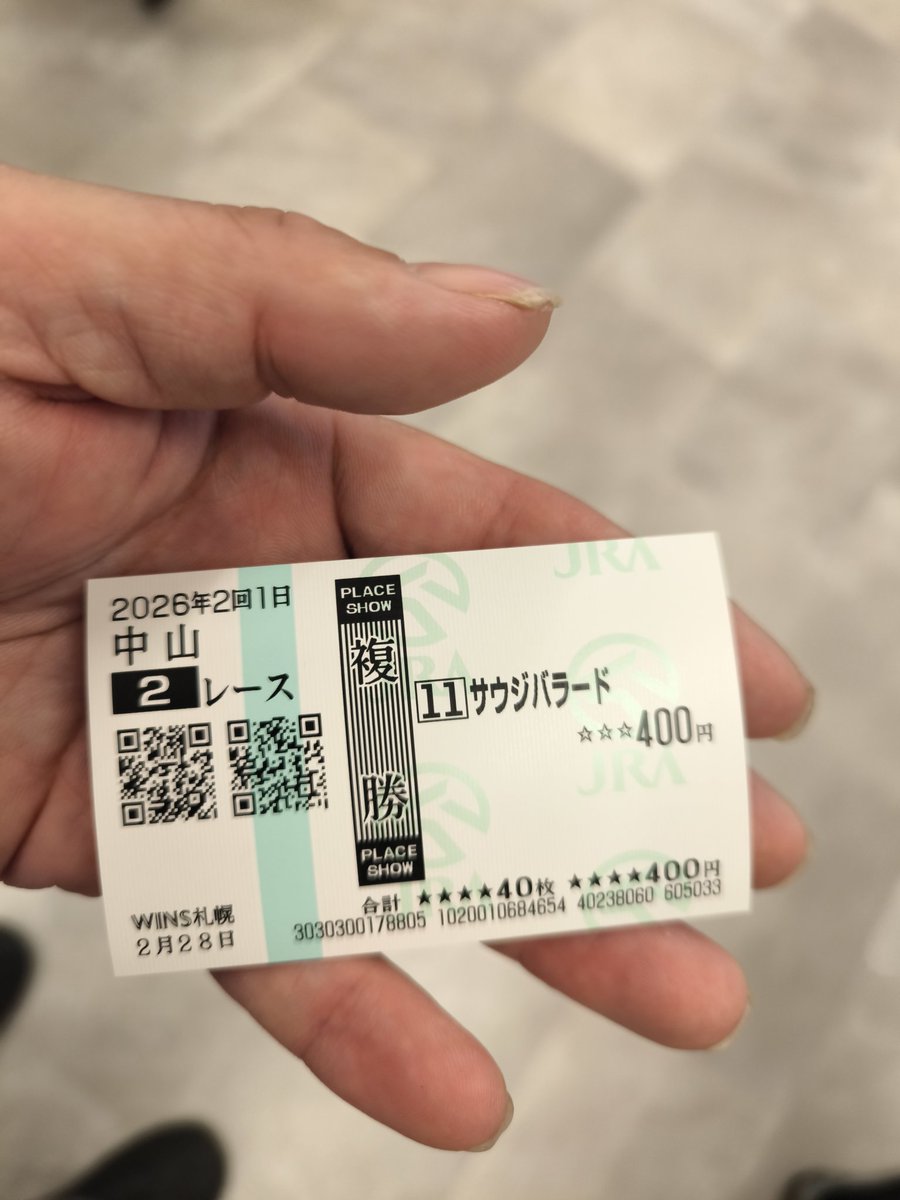 2026年2回1日
中山
2レース
WINS札幌
2月28日
PLACE
SHOW
複
勝
PLACE
SHOW
11サウジバラード
☆☆☆400円
合計 ★★★★40枚 ★★★★400円
3030300178805 1020010684654 40238060 605033
JRA
JRA